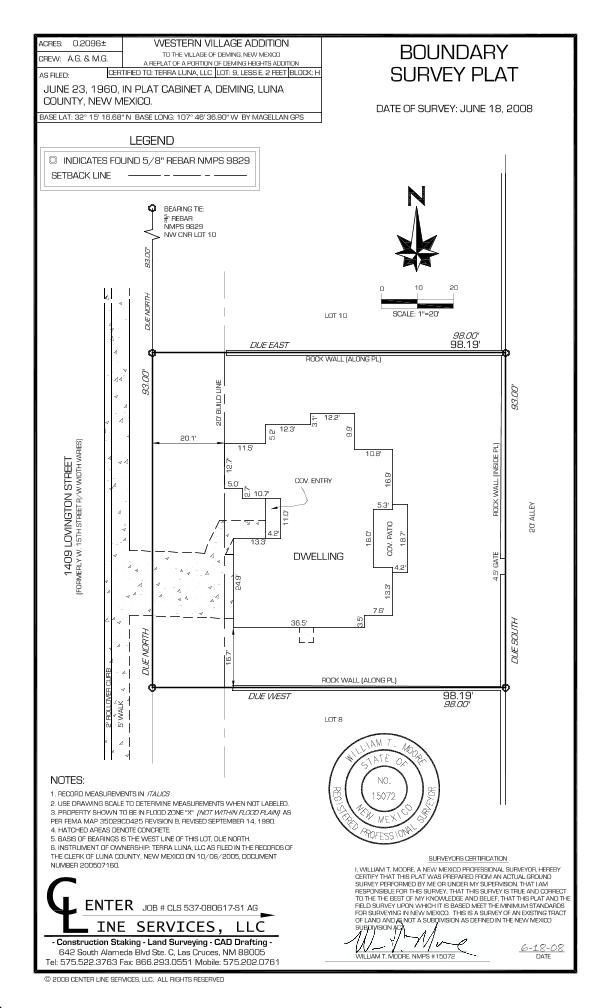 ACRES: 0.2096±
CREW: A.G. & M.G.
WESTERN VILLAGE ADDITION
TO THE VILLAGE OF DEMING, NEW MEXICO
A REPLAT OF A PORTION OF DEMING HEIGHTS ADDITION
AS FILED:
CERTIFIED TO: TERRA LUNA, LLC LOT: 9, LESS E. 2 FEET BLOCK: H
JUNE 23, 1960, IN PLAT CABINET A, DEMING, LUNA
COUNTY, NEW MEXICO.
BASE LAT: 32° 15' 16.68" N BASE LONG: 107° 46' 36.90" W BY MAGELLAN GPS
BOUNDARY
SURVEY PLAT
DATE OF SURVEY: JUNE 18, 2008
LEGEND
INDICATES FOUND 5/8" REBAR NMPS 9829
SETBACK LINE
BEARING TIE:
REBAR
NMPS 9829
NW CNR LOT 10
N
0 10 20
SCALE: 1"=20'
93.00'
DUE NORTH
LOT 10
98.00'
DUE EAST
98.19'
ROCK WALL (ALONG PL)
93.00'
93.00'
20' BUILD LINE
20.1'
11.5'
5.2'
12.3'
3.1'
12.2'
9.9'
10.8'
16.9'
12.7'
5.0'
2.7'
10.7'
COV. ENTRY
11.0'
4.2'
13.3'
5.3'
18.0'
COV. PATIO
18.7'
4.2'
13.3'
7.6'
3.5'
DWELLING
24.9'
36.5'
16.7'
ROCK WALL (INSIDE PL)
4.5' GATE
20' ALLEY
1409 LOVINGTON STREET
(FORMERLY W. 15TH STREET R/W WIDTH VARIES)
DUE NORTH
DUE SOUTH
2' ROLLOVER CURB
5' WALK
ROCK WALL (ALONG PL)
DUE WEST
98.19'
98.00'
LOT 8
WILLIAM T. MOORE
STATE OF
NO.
15072
NEW MEXICO
REGISTERED PROFESSIONAL SURVEYOR
NOTES:
1. RECORD MEASUREMENTS IN ITALICS
2. USE DRAWING SCALE TO DETERMINE MEASUREMENTS WHEN NOT LABELED.
3. PROPERTY SHOWN TO BE IN FLOOD ZONE "X" (NOT WITHIN FLOOD PLAIN) AS
PER FEMA MAP 35029C0425 REVISION B, REVISED SEPTEMBER 14, 1990.
4. HATCHED AREAS DENOTE CONCRETE.
5. BASIS OF BEARINGS IS THE WEST LINE OF THIS LOT, DUE NORTH.
6. INSTRUMENT OF OWNERSHIP: TERRA LUNA, LLC AS FILED IN THE RECORDS OF
THE CLERK OF LUNA COUNTY, NEW MEXICO ON 10/06/2005, DOCUMENT
NUMBER 200507160.
SURVEYORS CERTIFICATION
I, WILLIAM T. MOORE, A NEW MEXICO PROFESSIONAL SURVEYOR, HEREBY
CERTIFY THAT THIS PLAT WAS PREPARED FROM AN ACTUAL GROUND
SURVEY PERFORMED BY ME OR UNDER MY SUPERVISION, THAT I AM
RESPONSIBLE FOR THIS SURVEY, THAT THIS SURVEY IS TRUE AND CORRECT
TO THE THE BEST OF MY KNOWLEDGE AND BELIEF, THAT THIS PLAT AND THE
FIELD SURVEY UPON WHICH IT IS BASED MEET THE MINIMUM STANDARDS
FOR SURVEYING IN NEW MEXICO. THIS IS A SURVEY OF AN EXISTING TRACT
OF LAND AND IS NOT A SUBDIVISION AS DEFINED IN THE NEW MEXICO
SUBDIVISION ACT.
6-18-08
WILLIAM T. MOORE, NMPS #15072
DATE
CENTER JOB # CLS 537-080617-S1 AG
LINE SERVICES, LLC
- Construction Staking - Land Surveying - CAD Drafting -
642 South Alameda Blvd Ste. C, Las Cruces, NM 88005
Tel: 575.522.3763 Fax: 866.293.0551 Mobile: 575.202.0761
© 2008 CENTER LINE SERVICES, LLC. ALL RIGHTS RESERVED